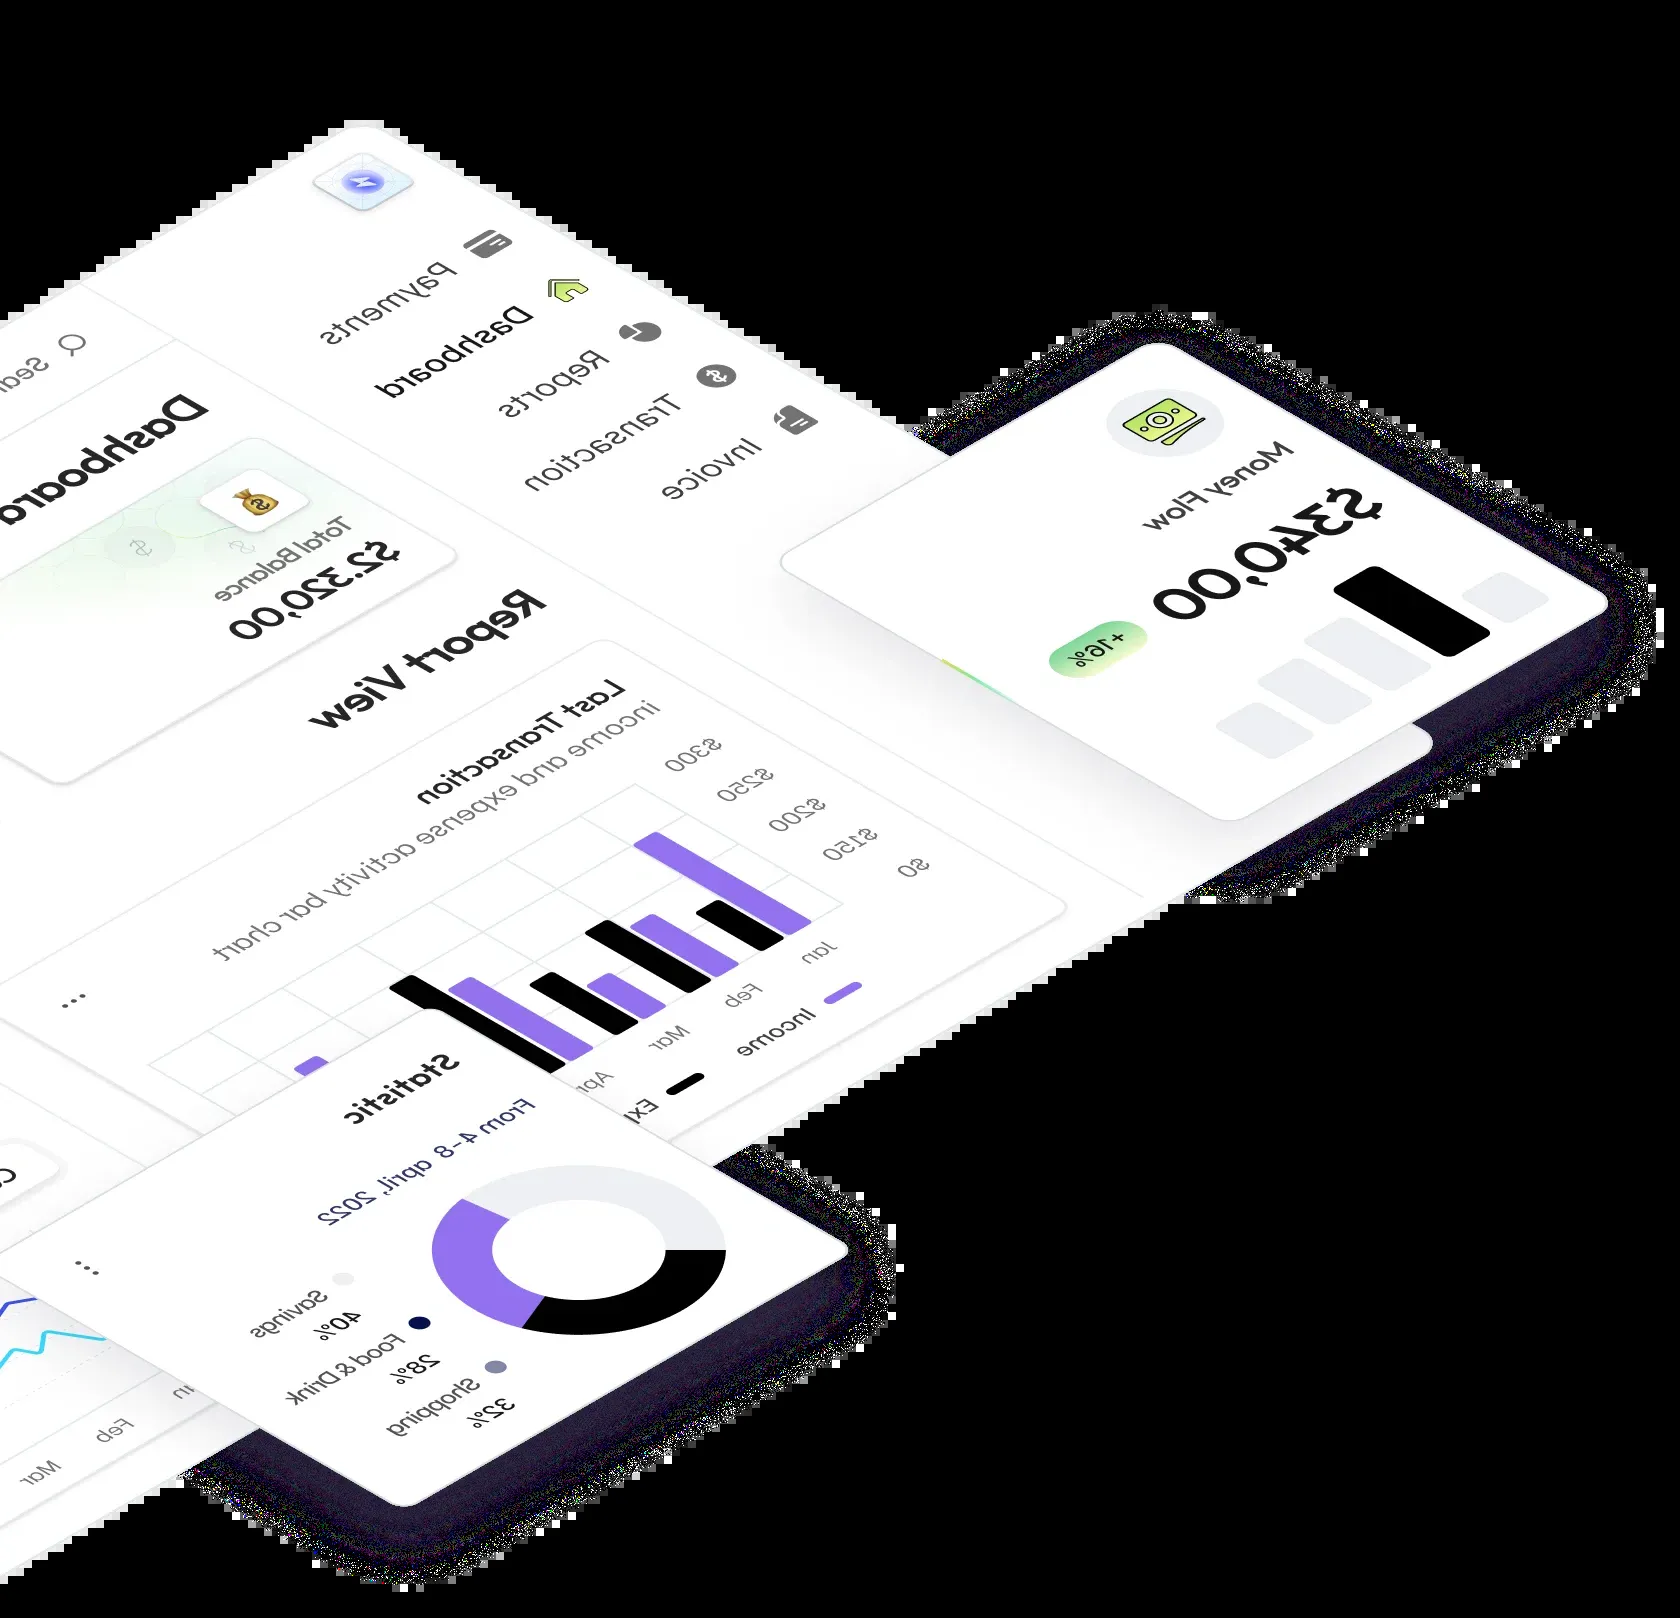 Payments
Dashboard
Reports
Transaction
Invoice
Dashboard
Total Balance
$2.320,00
Report View
Last Transaction
income and expense activity bar chart
$300
$250
$200
$150
$0
Jan
Feb
Mar
Apr
Income
Money Flow
$340,00
+16%
Statistic
From 4-8 april, 2022
Savings
40%
Food & Drink
28%
Shopping
32%
Feb
Mar